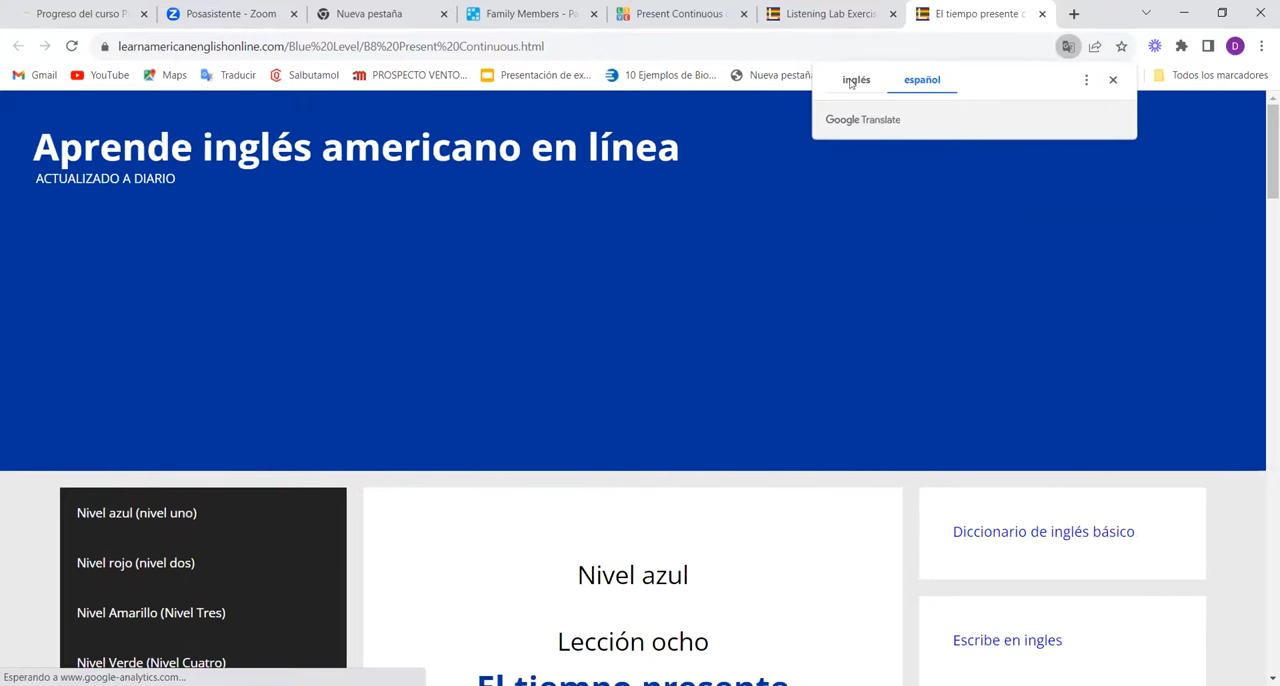 Progreso del curso P
Posasistente - Zoom
Nueva pestaña
Family Members - Pa
Present Continuous
Listening Lab Exercis
El tiempo presente c
learnamericanenglishonline.com/Blue%20Level/B8%20Present%20Continuous.html
D
Gmail
YouTube
Maps
Traducir
Salbutamol
PROSPECTO VENTO...
Presentación de ex...
10 Ejemplos de Bio...
Nueva pestaña
Todos los marcadores
inglés
español
Google Translate
Aprende inglés americano en línea
ACTUALIZADO A DIARIO
Nivel azul (nivel uno)
Nivel rojo (nivel dos)
Nivel Amarillo (Nivel Tres)
Nivel Verde (Nivel Cuatro)
Nivel azul
Lección ocho
El tiempo presente
Diccionario de inglés básico
Escribe en ingles
Esperando a www.google-analytics.com...